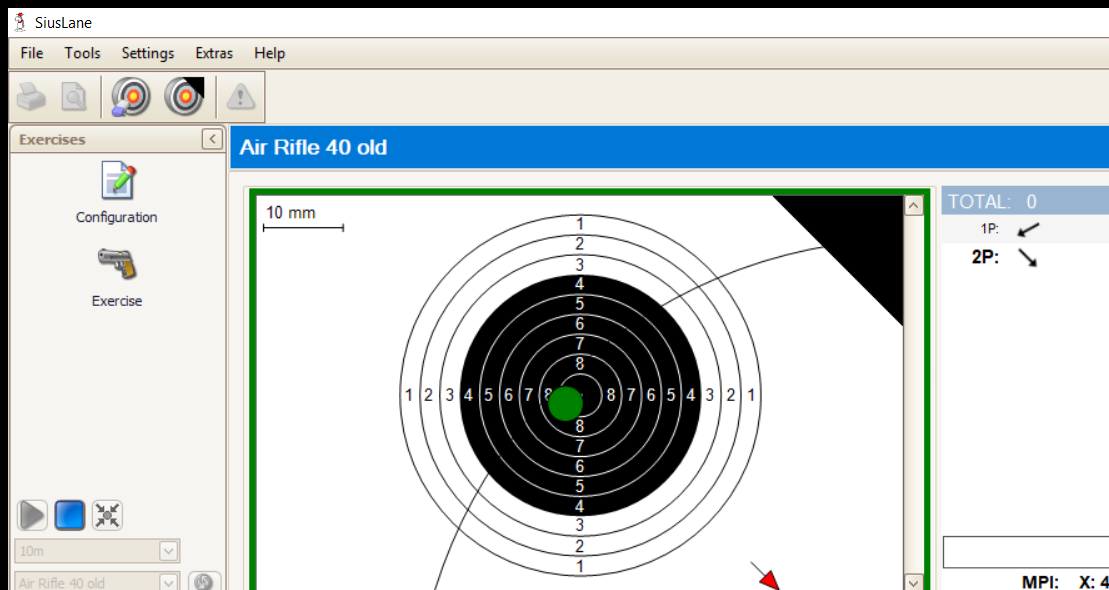 SiusLane
File Tools Settings Extras Help
Exercises
Configuration
Exercise
10m
Air Rifle 40 old
Air Rifle 40 old
10 mm
1
2
3
4
5
6
7
8
1 2 3 4 5 6 7 8 8 7 6 5 4 3 2 1
8
7
6
5
4
3
2
1
TOTAL: 0
1P:
2P:
MPI: X: 4